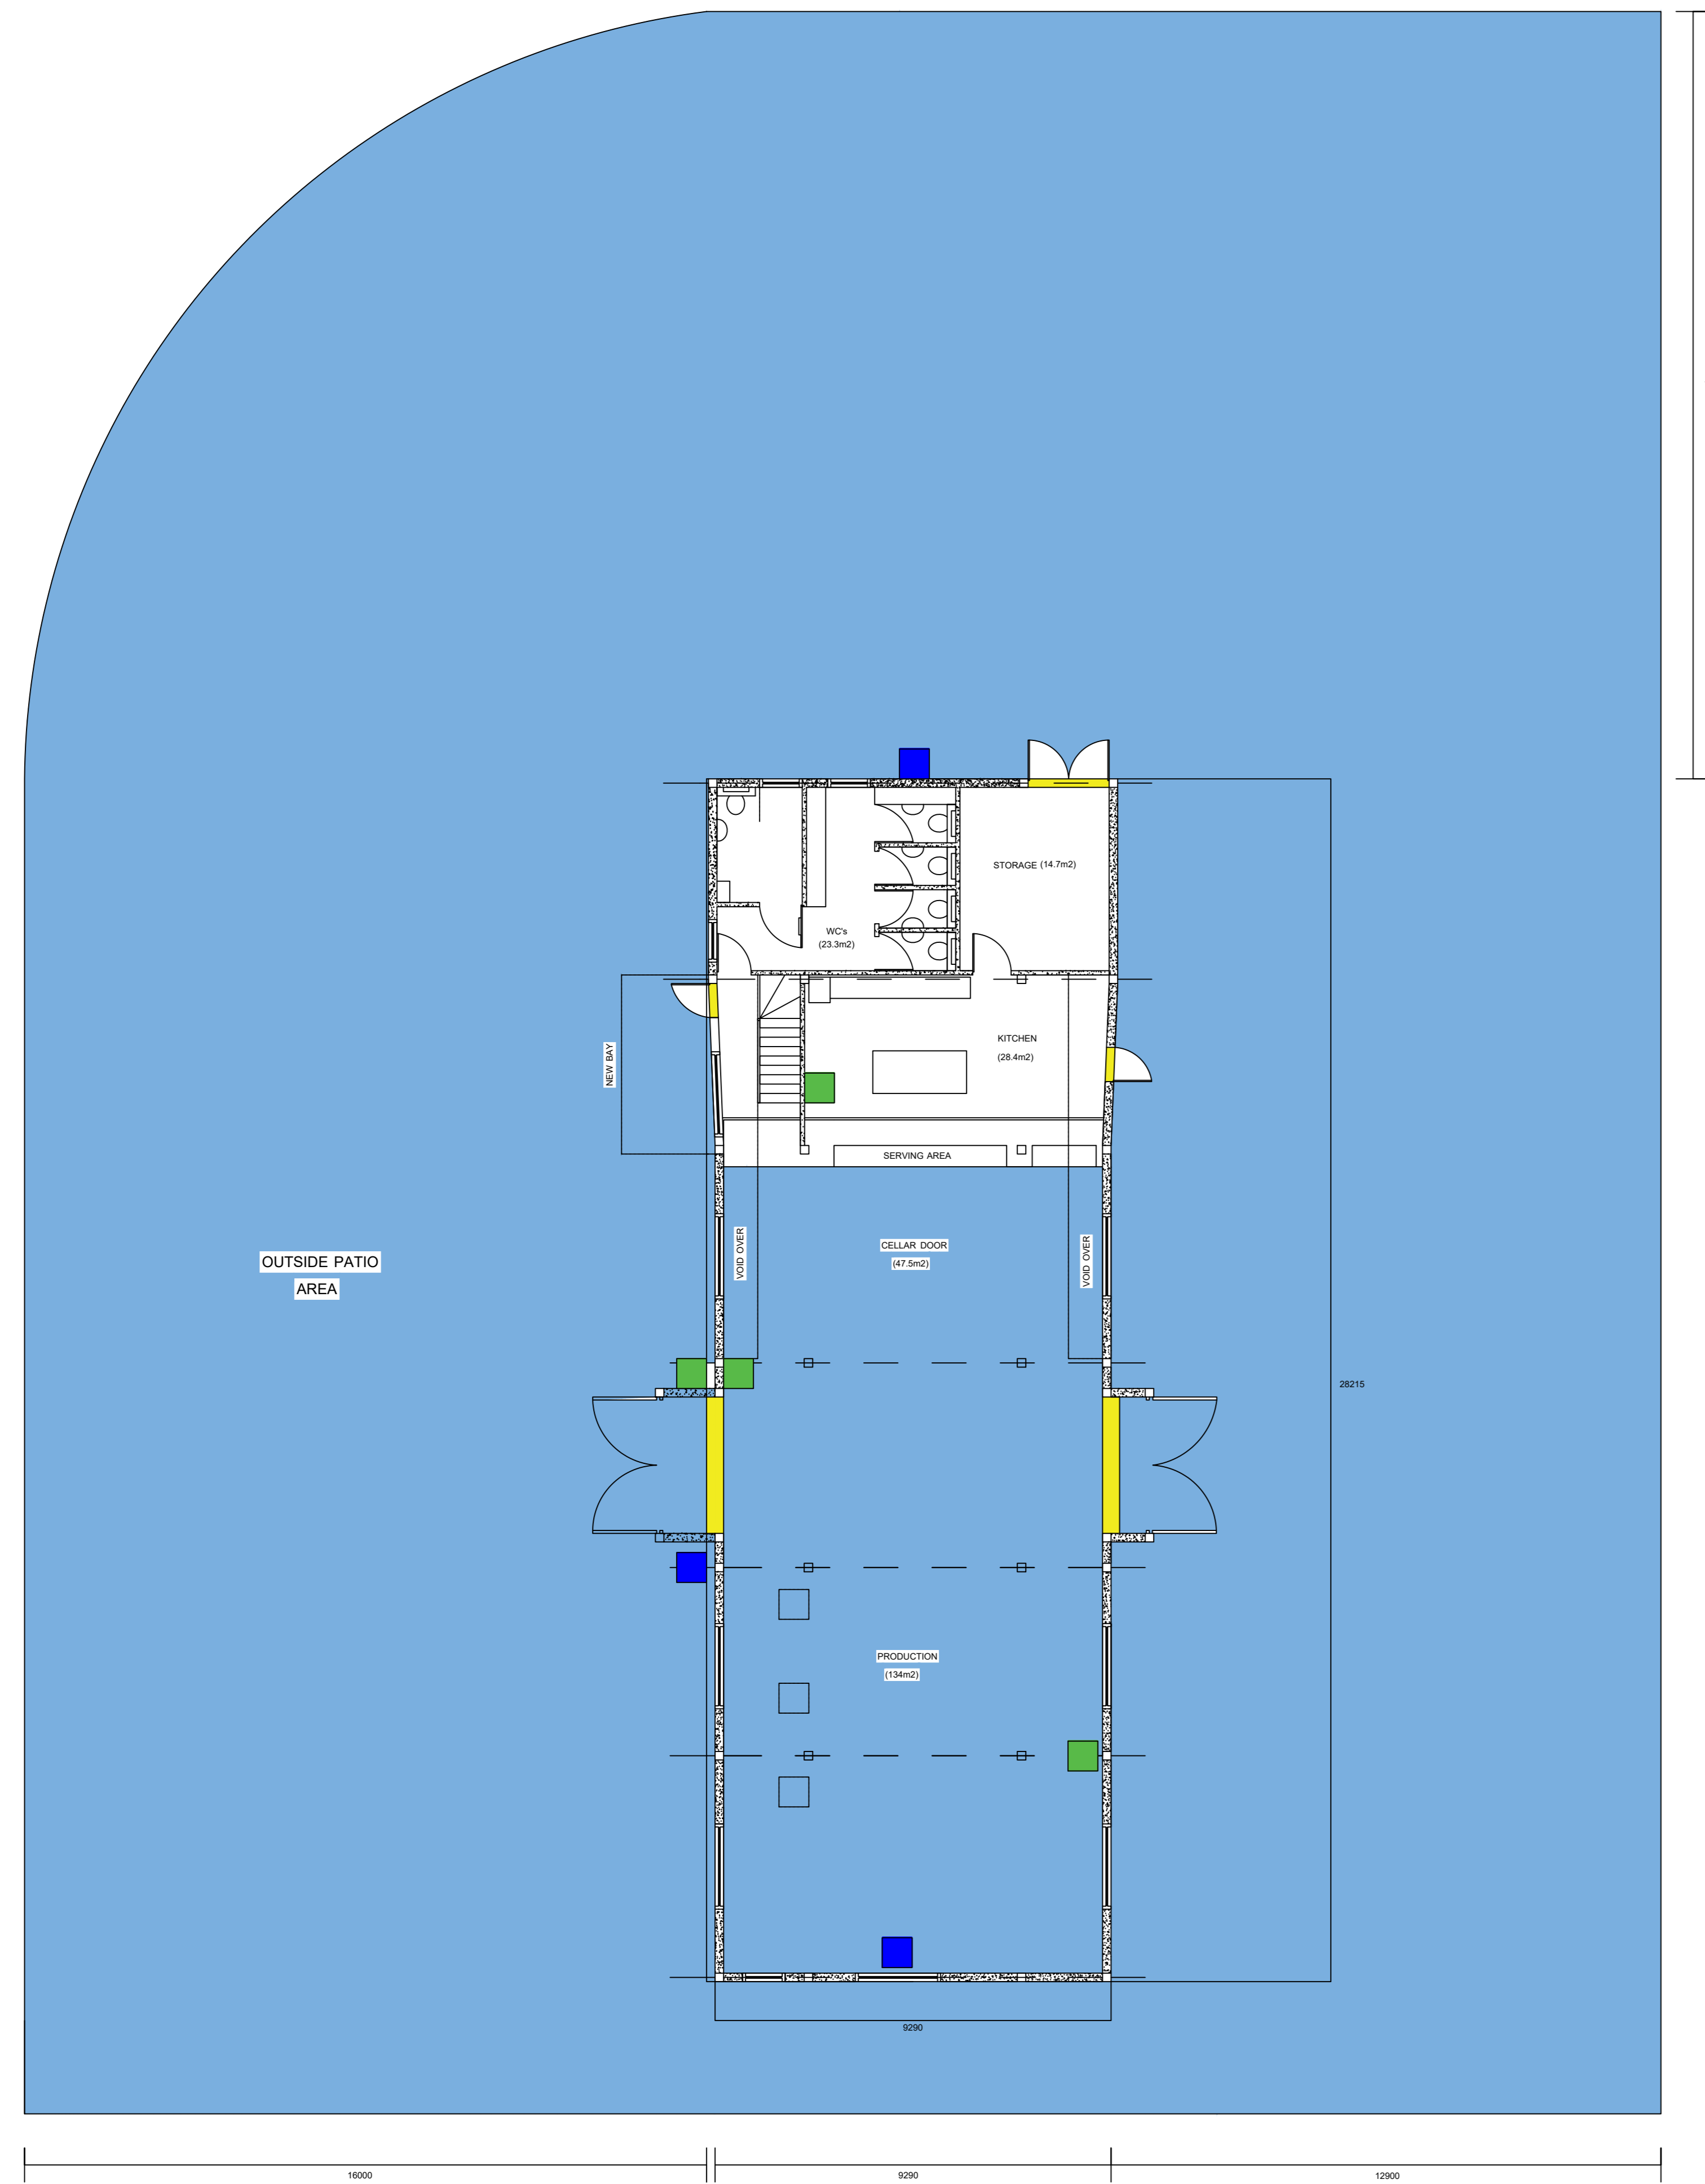 STORAGE (14.7m2)
WC's
(23.3m2)
KITCHEN
(28.4m2)
NEW BAY
SERVING AREA
VOID OVER
CELLAR DOOR
(47.5m2)
VOID OVER
OUTSIDE PATIO
AREA
28215
PRODUCTION
(134m2)
9290
16000
9290
12900